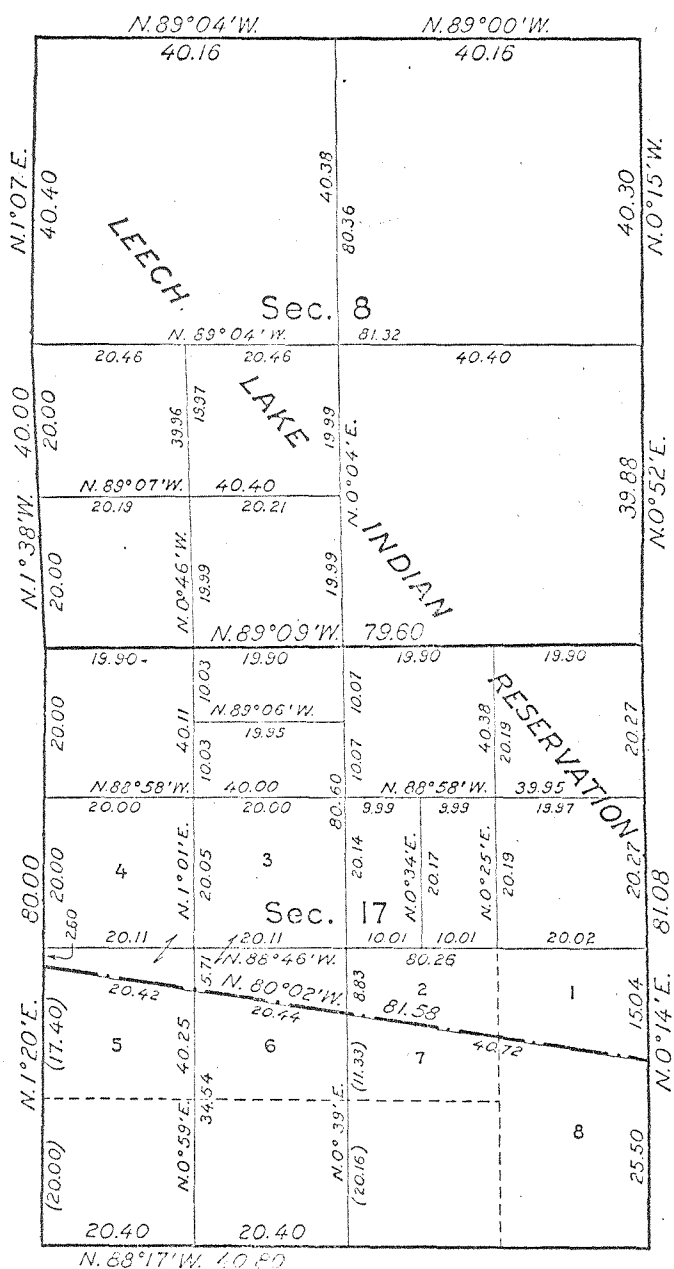 N.89°04'W. N.89°00'W.
40.16 40.16
N.1°07'E. 40.40 40.38 80.36 40.30 N.0°15'W.
LEECH
Sec. 8
N. 89°04' W. 81.32
20.46 20.46 40.40
N.1°38'W. 40.00 20.00 39.96 19.97 19.99 N.0°04'E. 39.88 N.0°52'E.
LAKE
N.89°07'W. 40.40
20.19 20.21
INDIAN
20.00 N.0°46'W. 19.99 19.99
N.89°09'W. 79.60
19.90 19.90 19.90 19.90
RESERVATION
20.00 40.11 10.03 10.07 40.38 20.19 20.27
N.89°06'W.
19.95
10.03 80.60 10.07
N.88°58'W. 40.00 N. 88°58'W. 39.95
20.00 20.00 9.99 9.99 19.97
80.00 20.00 4 N.1°01'E. 20.05 3 20.14 N.0°34'E. 20.17 N.0°25'E. 20.19 20.27 81.08
Sec. 17
2.60 20.11 20.11 10.01 10.01 20.02
N.88°46'W. 80.26
5.71 N. 80°02'W. 8.83 2 1 15.04
20.42 20.44 81.58 40.72
N.1°20'E. (17.40) 5 40.25 6 (11.33) 7 N.0°14'E.
34.54 8
(20.00) N.0°59'E. N.0°39'E. (20.16) 25.50
20.40 20.40
N. 88°17'W. 40.80